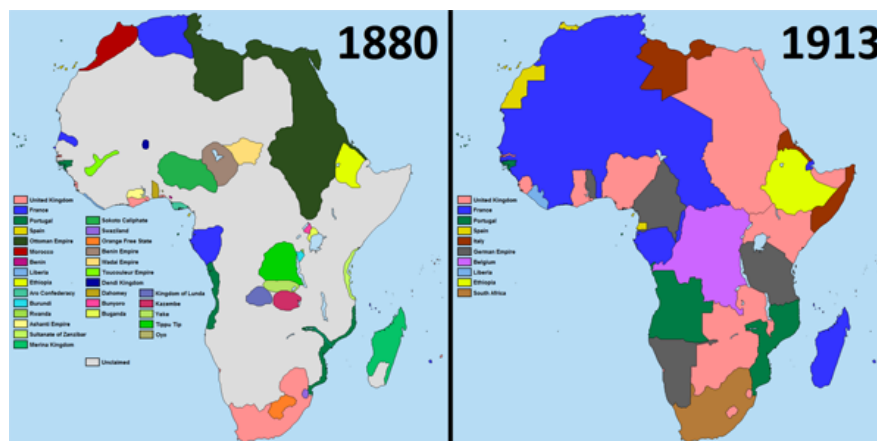 1880
United Kingdom
France
Portugal
Spain
Ottoman Empire
Morocco
Benin
Liberia
Ethiopia
Aro Confederacy
Burundi
Rwanda
Ashanti Empire
Sultanate of Zanzibar
Merina Kingdom
Sokoto Caliphate
Swaziland
Orange Free State
Benin Empire
Wadai Empire
Toucouleur Empire
Dendi Kingdom
Dahomey
Bunyoro
Buganda
Kingdom of Lunda
Kazembe
Yeke
Tippu Tip
Oyo
Unclaimed
1913
United Kingdom
France
Portugal
Spain
Italy
German Empire
Belgium
Liberia
Ethiopia
South Africa